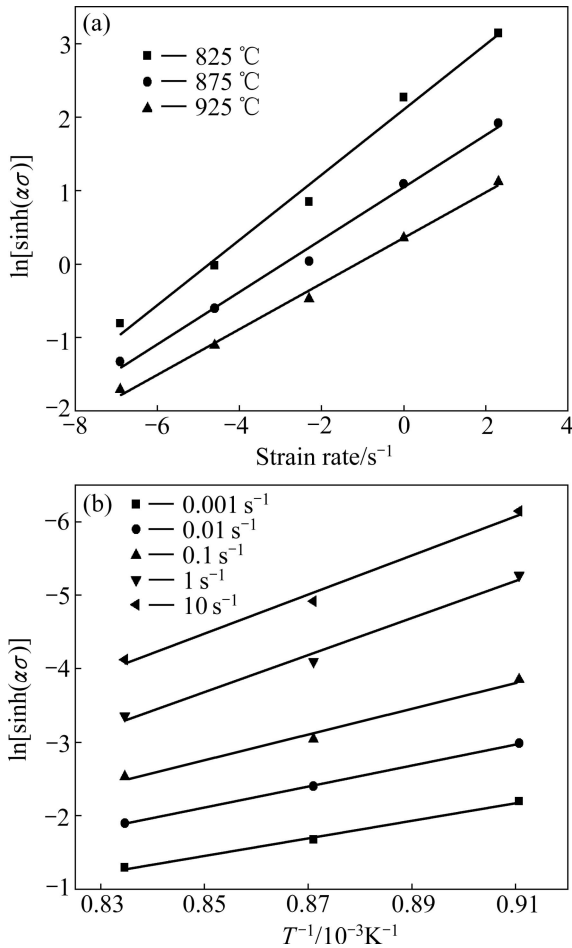 (a)
825 ℃
875 ℃
925 ℃
3
2
1
0
−1
−2
ln[sinh(ασ)]
−8 −6 −4 −2 0 2 4
Strain rate/s⁻¹
(b)
0.001 s⁻¹
0.01 s⁻¹
0.1 s⁻¹
1 s⁻¹
10 s⁻¹
−6
−5
−4
−3
−2
−1
ln[sinh(ασ)]
0.83 0.85 0.87 0.89 0.91
T⁻¹/10⁻³K⁻¹